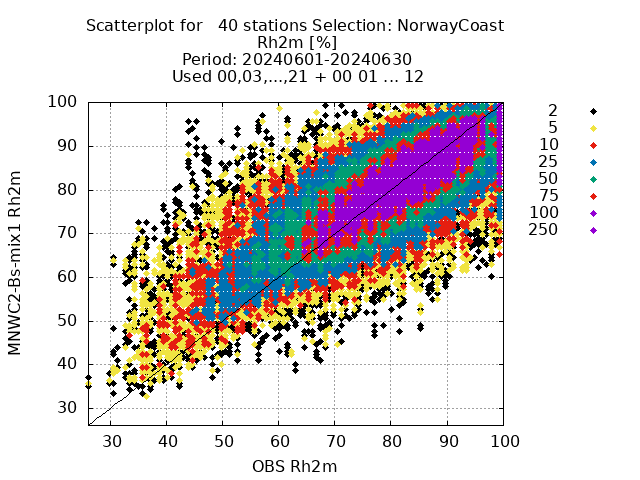 Scatterplot for   40 stations Selection: NorwayCoast
Rh2m [%]
Period: 20240601-20240630
Used 00,03,...,21 + 00 01 ... 12
100
90
80
70
60
50
40
30
MNWC2-Bs-mix1 Rh2m
30 40 50 60 70 80 90 100
OBS Rh2m
2
5
10
25
50
75
100
250